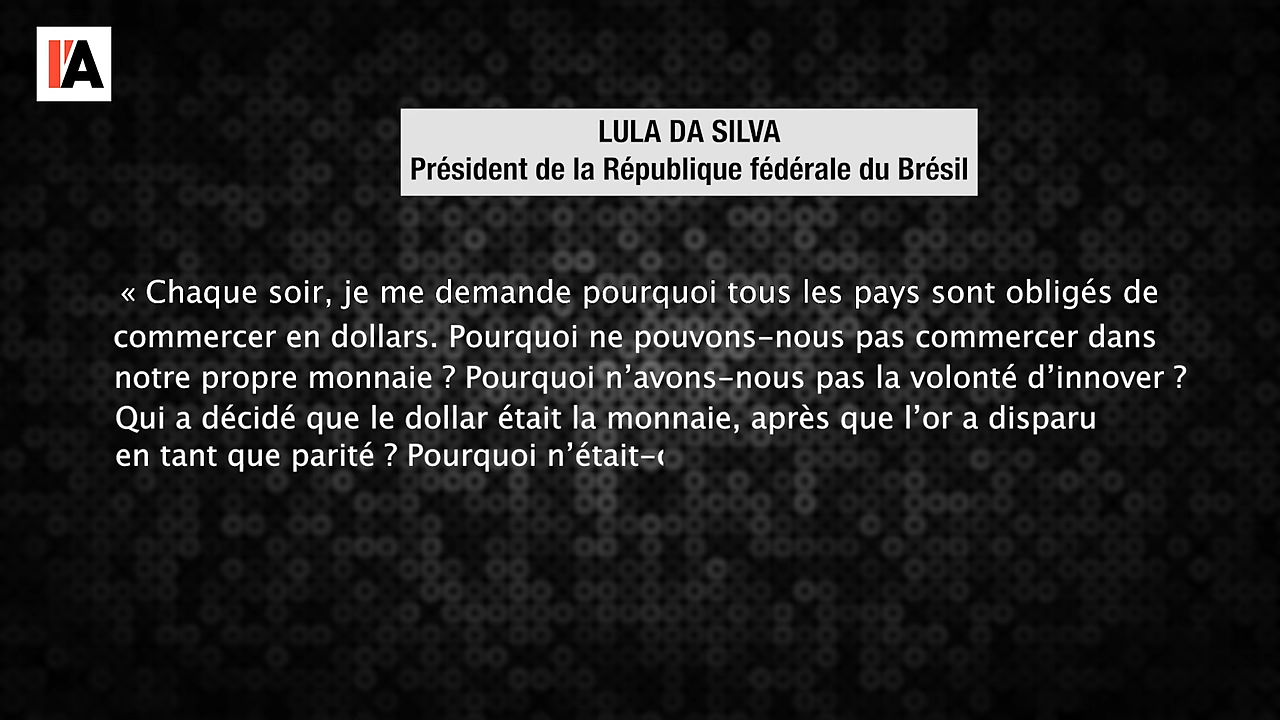 I'A
LULA DA SILVA
Président de la République fédérale du Brésil
« Chaque soir, je me demande pourquoi tous les pays sont obligés de
commercer en dollars. Pourquoi ne pouvons-nous pas commercer dans
notre propre monnaie ? Pourquoi n’avons-nous pas la volonté d’innover ?
Qui a décidé que le dollar était la monnaie, après que l’or a disparu
en tant que parité ? Pourquoi n’était-